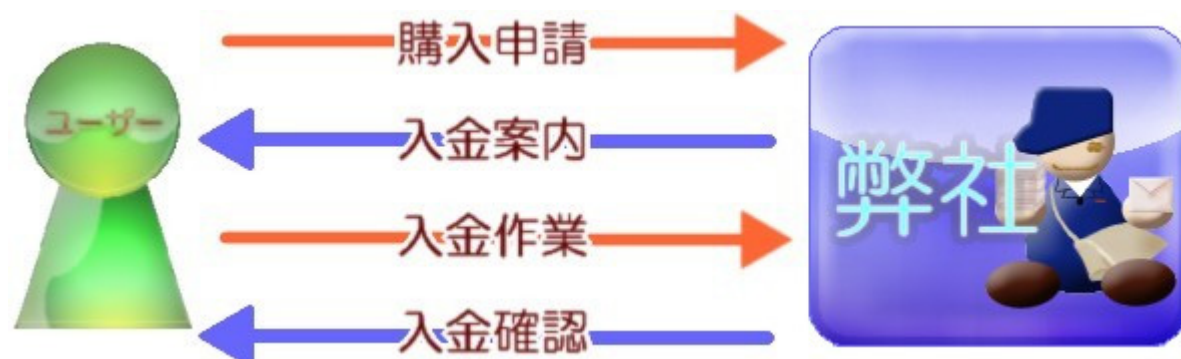 購入申請
ユーザー
入金案内
弊社
入金作業
入金確認